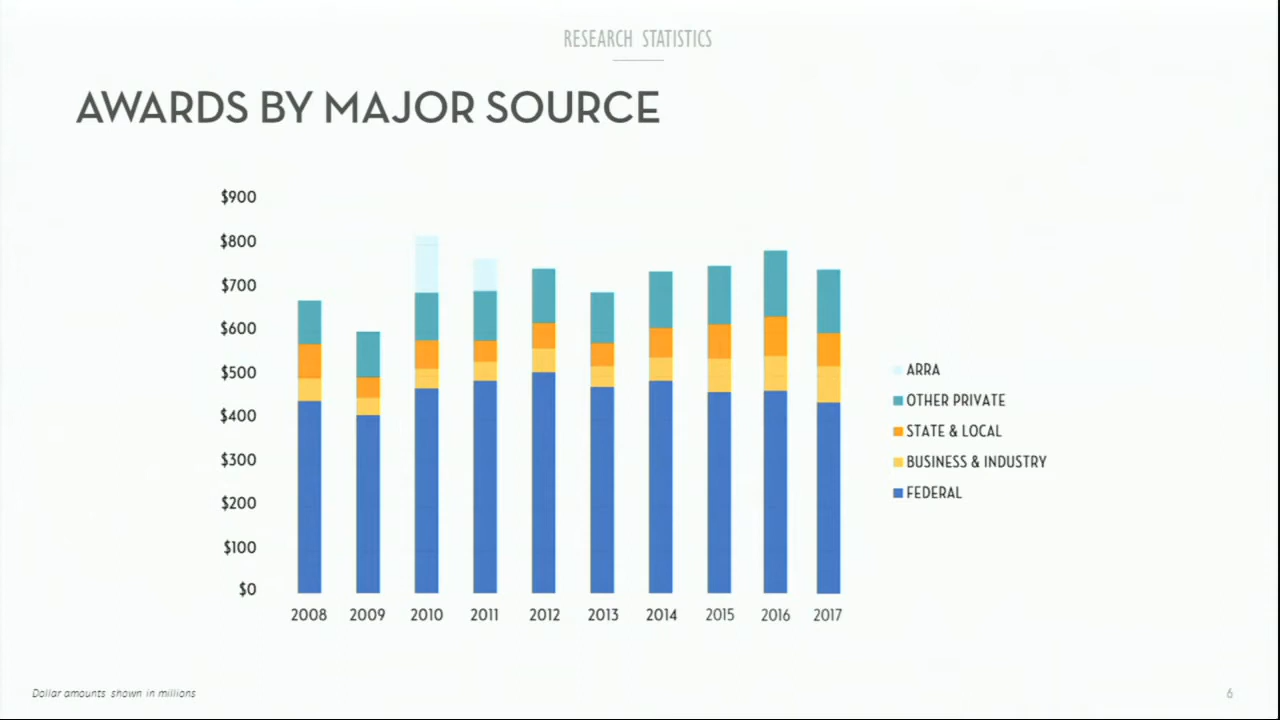 RESEARCH STATISTICS
AWARDS BY MAJOR SOURCE
$900
$800
$700
$600
$500
$400
$300
$200
$100
$0
2008 2009 2010 2011 2012 2013 2014 2015 2016 2017
ARRA
OTHER PRIVATE
STATE & LOCAL
BUSINESS & INDUSTRY
FEDERAL
Dollar amounts shown in millions
6